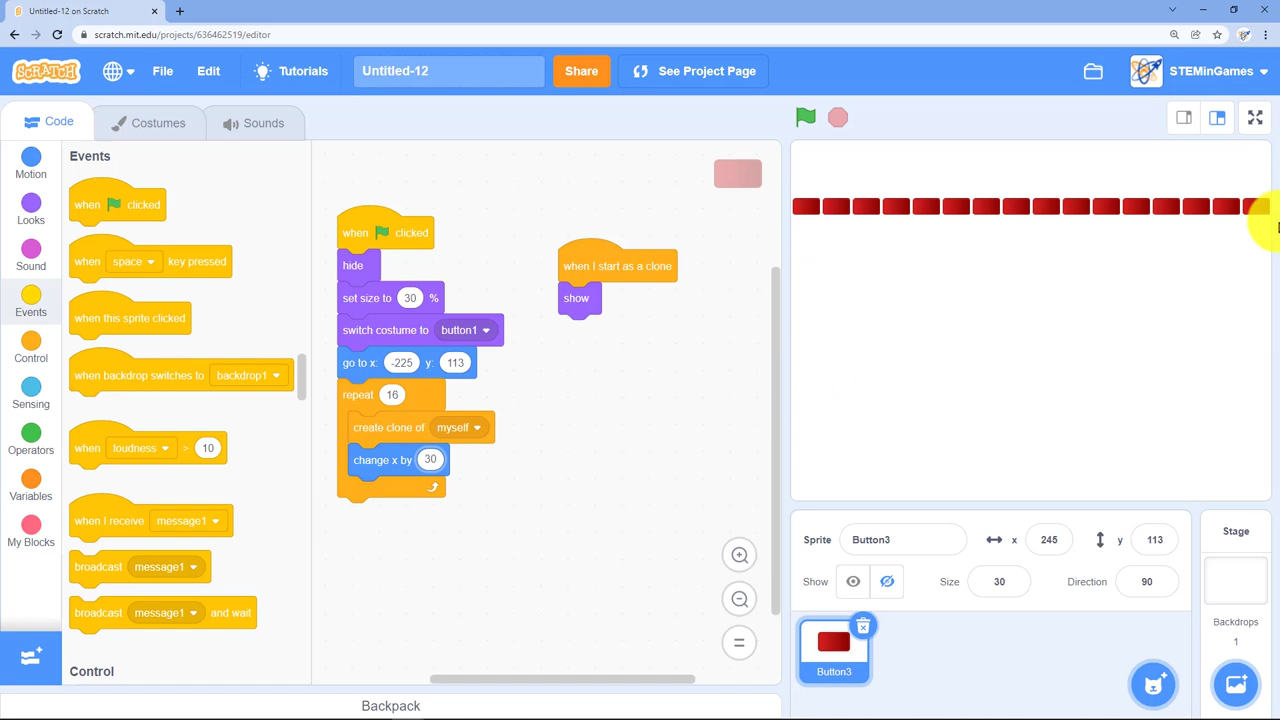 Untitled-12 on Scratch
scratch.mit.edu/projects/636462519/editor
SCRATCH
File
Edit
Tutorials
Untitled-12
Share
See Project Page
STEMinGames
Code
Costumes
Sounds
Motion
Looks
Sound
Events
Control
Sensing
Operators
Variables
My Blocks
Events
when clicked
when space key pressed
when this sprite clicked
when backdrop switches to backdrop1
when loudness > 10
when I receive message1
broadcast message1
broadcast message1 and wait
Control
when clicked
hide
set size to 30 %
switch costume to button1
go to x: -225 y: 113
repeat 16
create clone of myself
change x by 30
when I start as a clone
show
Backpack
Sprite Button3 x 245 y 113
Show Size 30 Direction 90
Button3
Stage
Backdrops
1